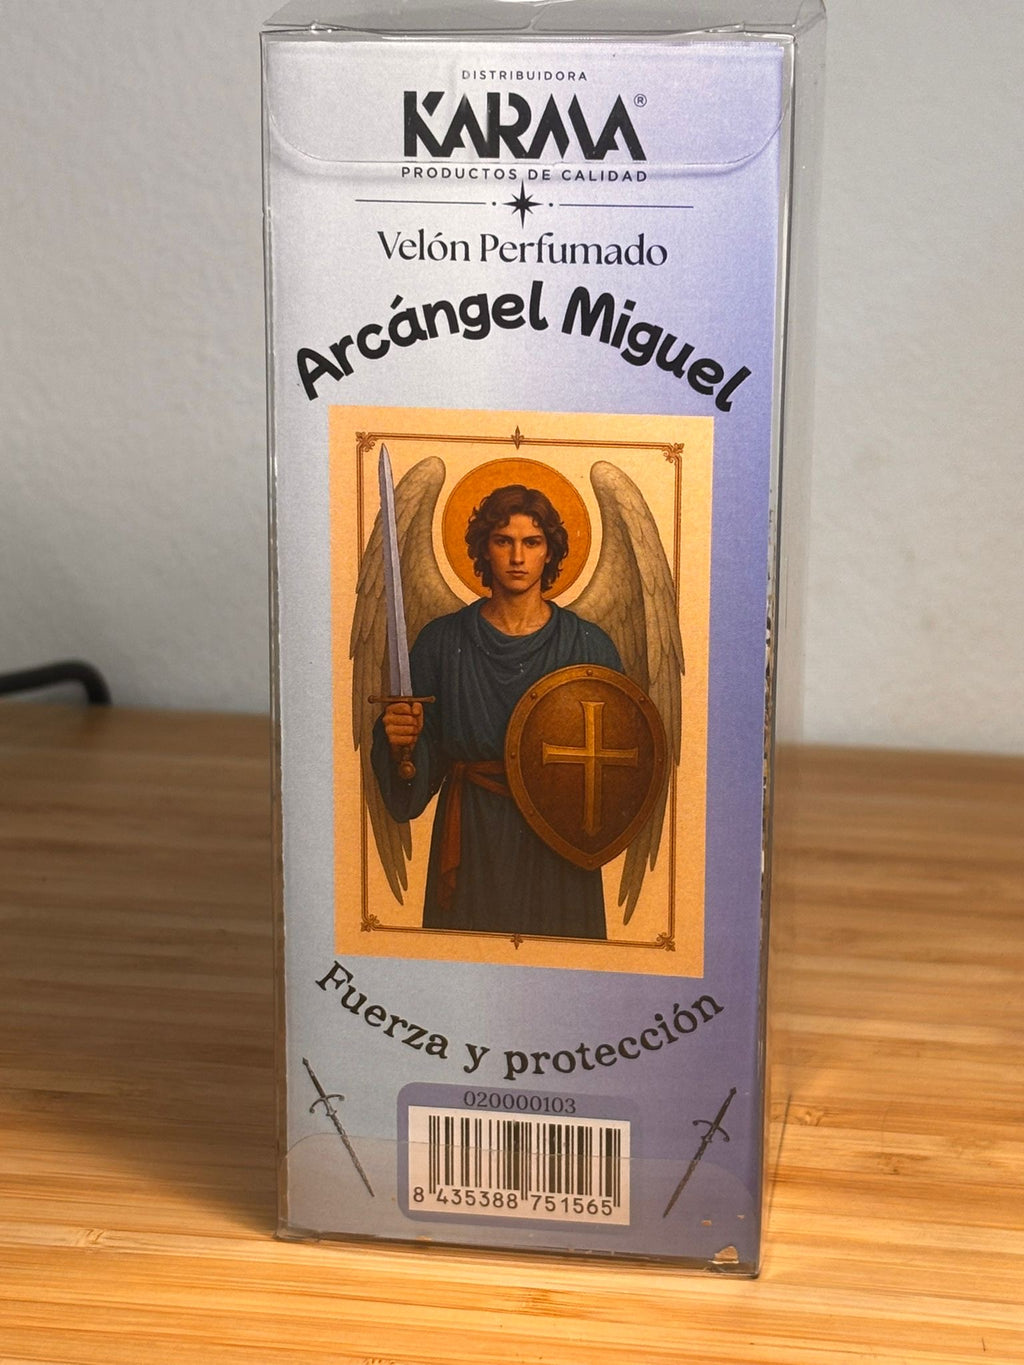 DISTRIBUIDORA
KARMA®
PRODUCTOS DE CALIDAD
Velón Perfumado
Arcángel Miguel
Fuerza y protección
020000103
8 435388 751565